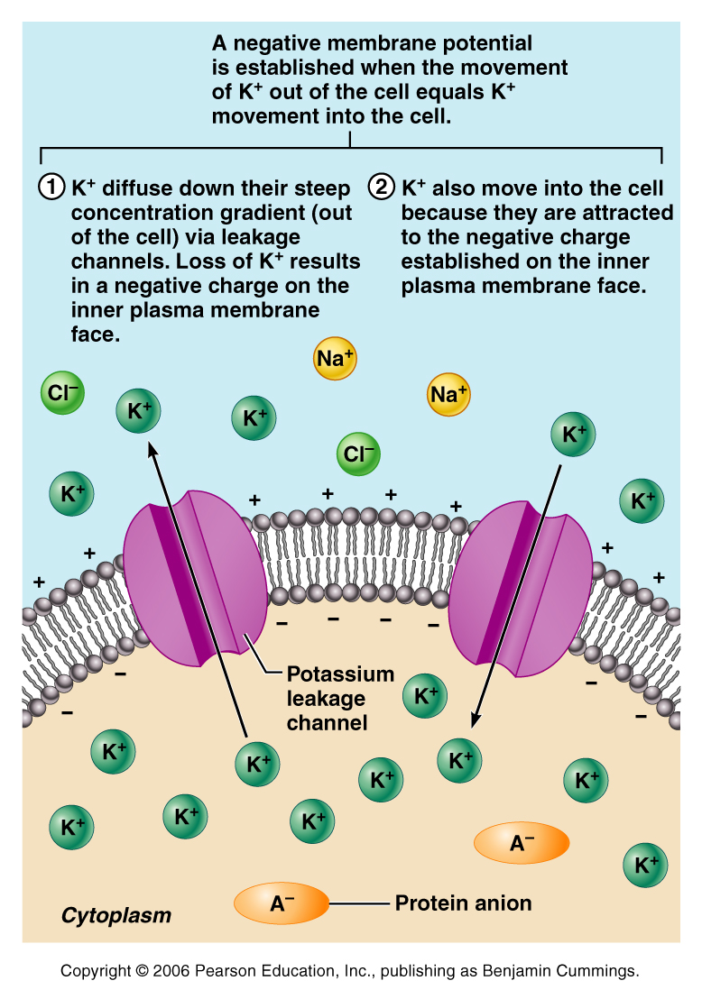 A negative membrane potential
is established when the movement
of K⁺ out of the cell equals K⁺
movement into the cell.
1 K⁺ diffuse down their steep
concentration gradient (out
of the cell) via leakage
channels. Loss of K⁺ results
in a negative charge on the
inner plasma membrane
face.
2 K⁺ also move into the cell
because they are attracted
to the negative charge
established on the inner
plasma membrane face.
Na⁺
Cl⁻
K⁺
K⁺
Na⁺
K⁺
Cl⁻
K⁺
K⁺
+ + + +
+ +
+ +
− − − −
− −
− −
Potassium
leakage
channel
K⁺
K⁺
K⁺
K⁺
K⁺
K⁺
K⁺
K⁺
K⁺
A⁻
K⁺
A⁻
Protein anion
Cytoplasm
Copyright © 2006 Pearson Education, Inc., publishing as Benjamin Cummings.